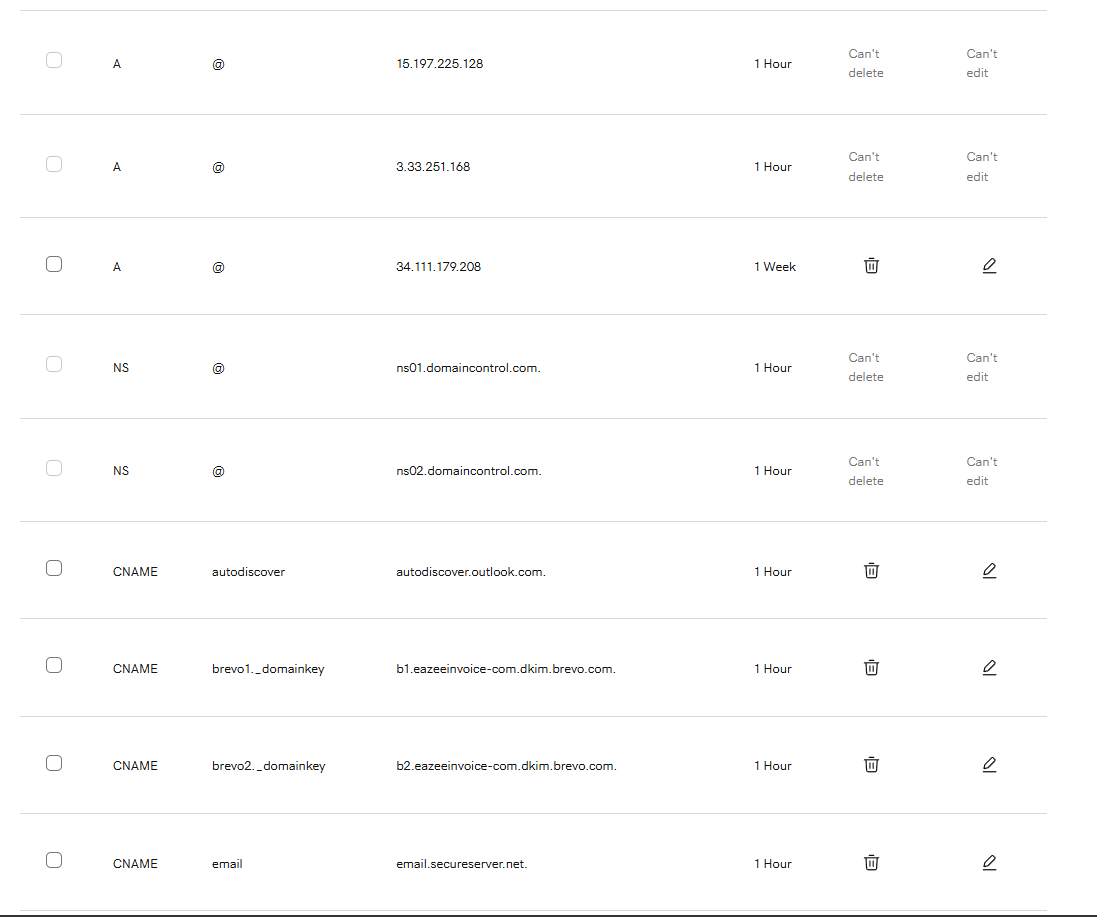 A @ 15.197.225.128 1 Hour Can't delete Can't edit
A @ 3.33.251.168 1 Hour Can't delete Can't edit
A @ 34.111.179.208 1 Week
NS @ ns01.domaincontrol.com. 1 Hour Can't delete Can't edit
NS @ ns02.domaincontrol.com. 1 Hour Can't delete Can't edit
CNAME autodiscover autodiscover.outlook.com. 1 Hour
CNAME brevo1._domainkey b1.eazeeinvoice-com.dkim.brevo.com. 1 Hour
CNAME brevo2._domainkey b2.eazeeinvoice-com.dkim.brevo.com. 1 Hour
CNAME email email.secureserver.net. 1 Hour